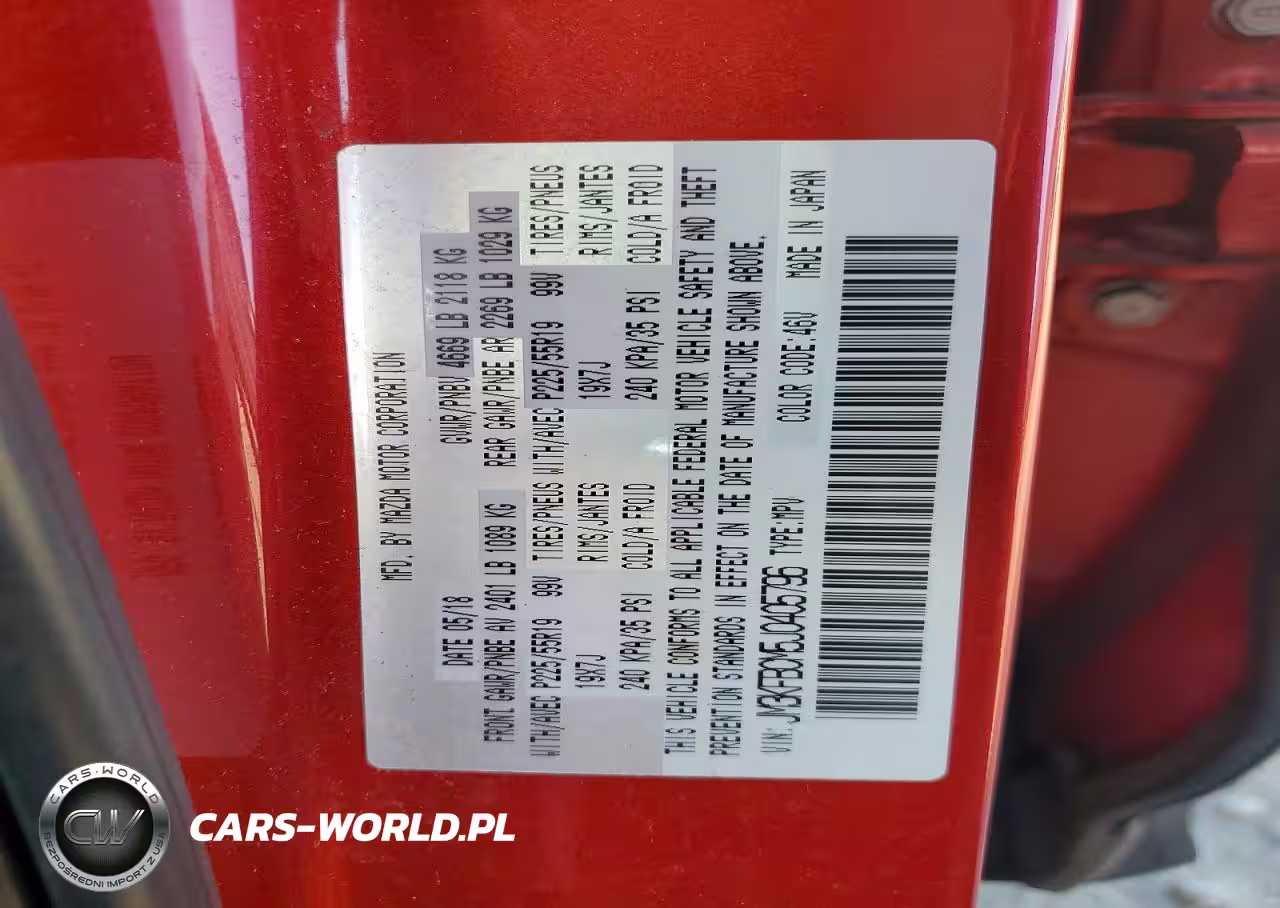 MFD. BY MAZDA MOTOR CORPORATION
DATE 05/18 GVWR/PNBV 4669 LB 2118 KG
FRONT GAWR/PNBE AV 2401 LB 1089 KG REAR GAWR/PNBE AR 2269 LB 1029 KG
WITH/AVEC P225/55R19 99V TIRES/PNEUS WITH/AVEC P225/55R19 99V TIRES/PNEUS
19X7J RIMS/JANTES 19X7J RIMS/JANTES
240 KPA/35 PSI COLD/A FROID 240 KPA/35 PSI COLD/A FROID
THIS VEHICLE CONFORMS TO ALL APPLICABLE FEDERAL MOTOR VEHICLE SAFETY AND THEFT
PREVENTION STANDARDS IN EFFECT ON THE DATE OF MANUFACTURE SHOWN ABOVE.
VIN: JM3KFBCM5J0405796 TYPE:MPV COLOR CODE:46V MADE IN JAPAN
CARS-WORLD
CW
BEZPOŚREDNI IMPORT Z USA
CARS-WORLD.PL